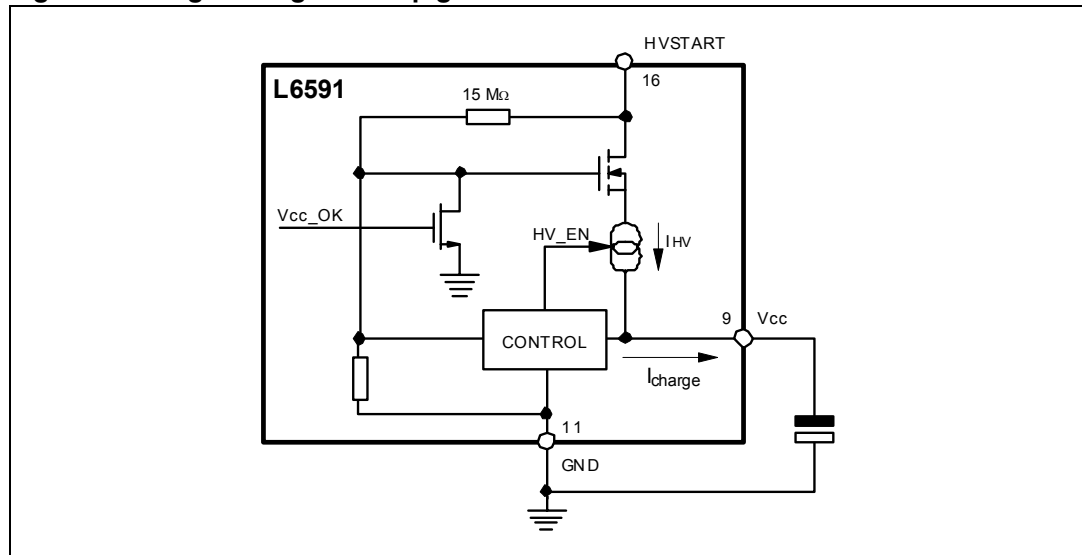 HVSTART
L6591
16
15 MΩ
Vcc_OK
HV_EN
IHV
9 Vcc
CONTROL
Icharge
11
GND